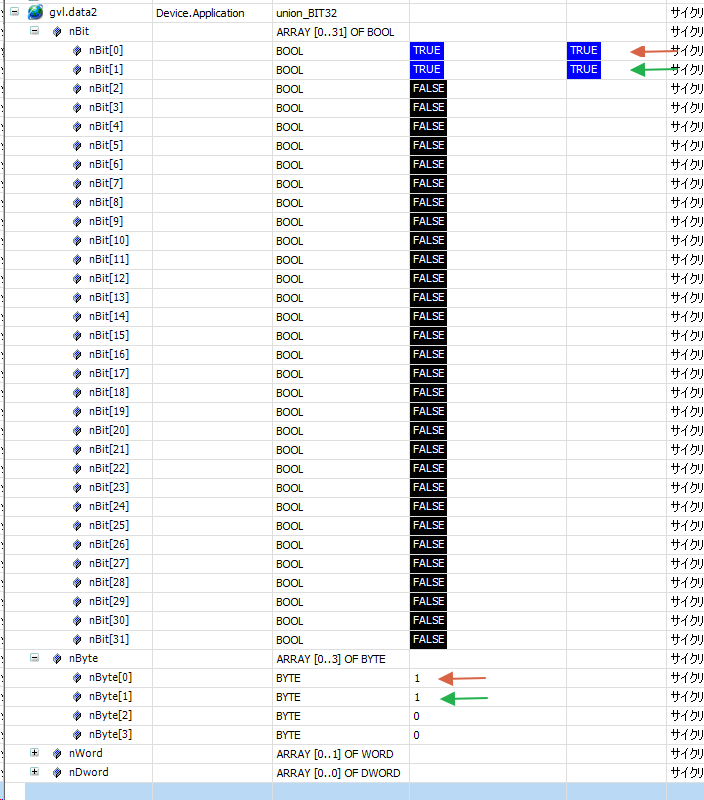 gvl.data2 Device.Application union_BIT32
nBit ARRAY [0..31] OF BOOL
nBit[0] BOOL TRUE TRUE サイクリ
nBit[1] BOOL TRUE TRUE サイクリ
nBit[2] BOOL FALSE サイクリ
nBit[3] BOOL FALSE サイクリ
nBit[4] BOOL FALSE サイクリ
nBit[5] BOOL FALSE サイクリ
nBit[6] BOOL FALSE サイクリ
nBit[7] BOOL FALSE サイクリ
nBit[8] BOOL FALSE サイクリ
nBit[9] BOOL FALSE サイクリ
nBit[10] BOOL FALSE サイクリ
nBit[11] BOOL FALSE サイクリ
nBit[12] BOOL FALSE サイクリ
nBit[13] BOOL FALSE サイクリ
nBit[14] BOOL FALSE サイクリ
nBit[15] BOOL FALSE サイクリ
nBit[16] BOOL FALSE サイクリ
nBit[17] BOOL FALSE サイクリ
nBit[18] BOOL FALSE サイクリ
nBit[19] BOOL FALSE サイクリ
nBit[20] BOOL FALSE サイクリ
nBit[21] BOOL FALSE サイクリ
nBit[22] BOOL FALSE サイクリ
nBit[23] BOOL FALSE サイクリ
nBit[24] BOOL FALSE サイクリ
nBit[25] BOOL FALSE サイクリ
nBit[26] BOOL FALSE サイクリ
nBit[27] BOOL FALSE サイクリ
nBit[28] BOOL FALSE サイクリ
nBit[29] BOOL FALSE サイクリ
nBit[30] BOOL FALSE サイクリ
nBit[31] BOOL FALSE サイクリ
nByte ARRAY [0..3] OF BYTE サイクリ
nByte[0] BYTE 1 サイクリ
nByte[1] BYTE 1 サイクリ
nByte[2] BYTE 0 サイクリ
nByte[3] BYTE 0 サイクリ
nWord ARRAY [0..1] OF WORD サイクリ
nDword ARRAY [0..0] OF DWORD サイクリ